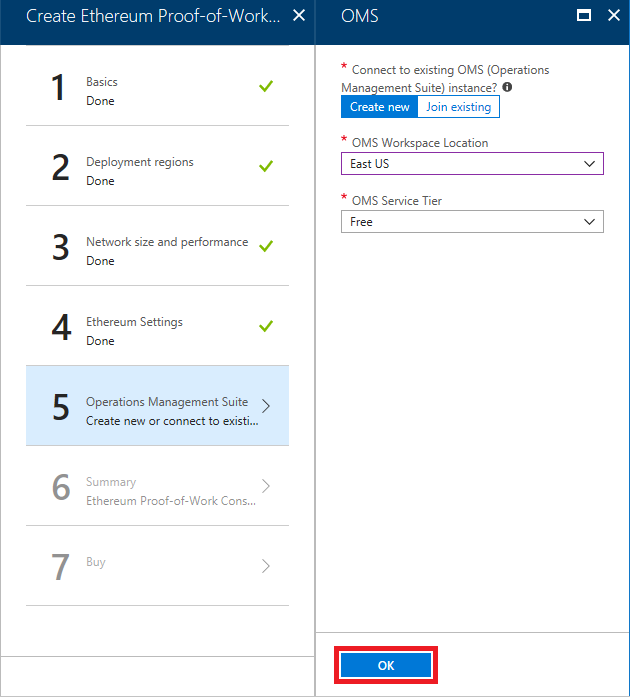 Create Ethereum Proof-of-Work...
1
Basics
Done
2
Deployment regions
Done
3
Network size and performance
Done
4
Ethereum Settings
Done
5
Operations Management Suite
Create new or connect to existi...
6
Summary
Ethereum Proof-of-Work Cons...
7
Buy
OMS
* Connect to existing OMS (Operations
Management Suite) instance?
Create new Join existing
* OMS Workspace Location
East US
* OMS Service Tier
Free
OK